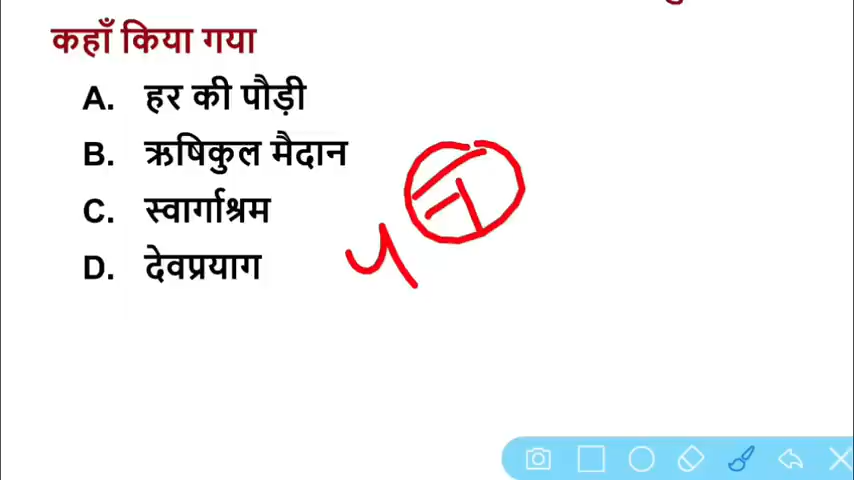 कहाँ किया गया
A. हर की पौड़ी
B. ऋषिकुल मैदान
C. स्वार्गाश्रम
D. देवप्रयाग